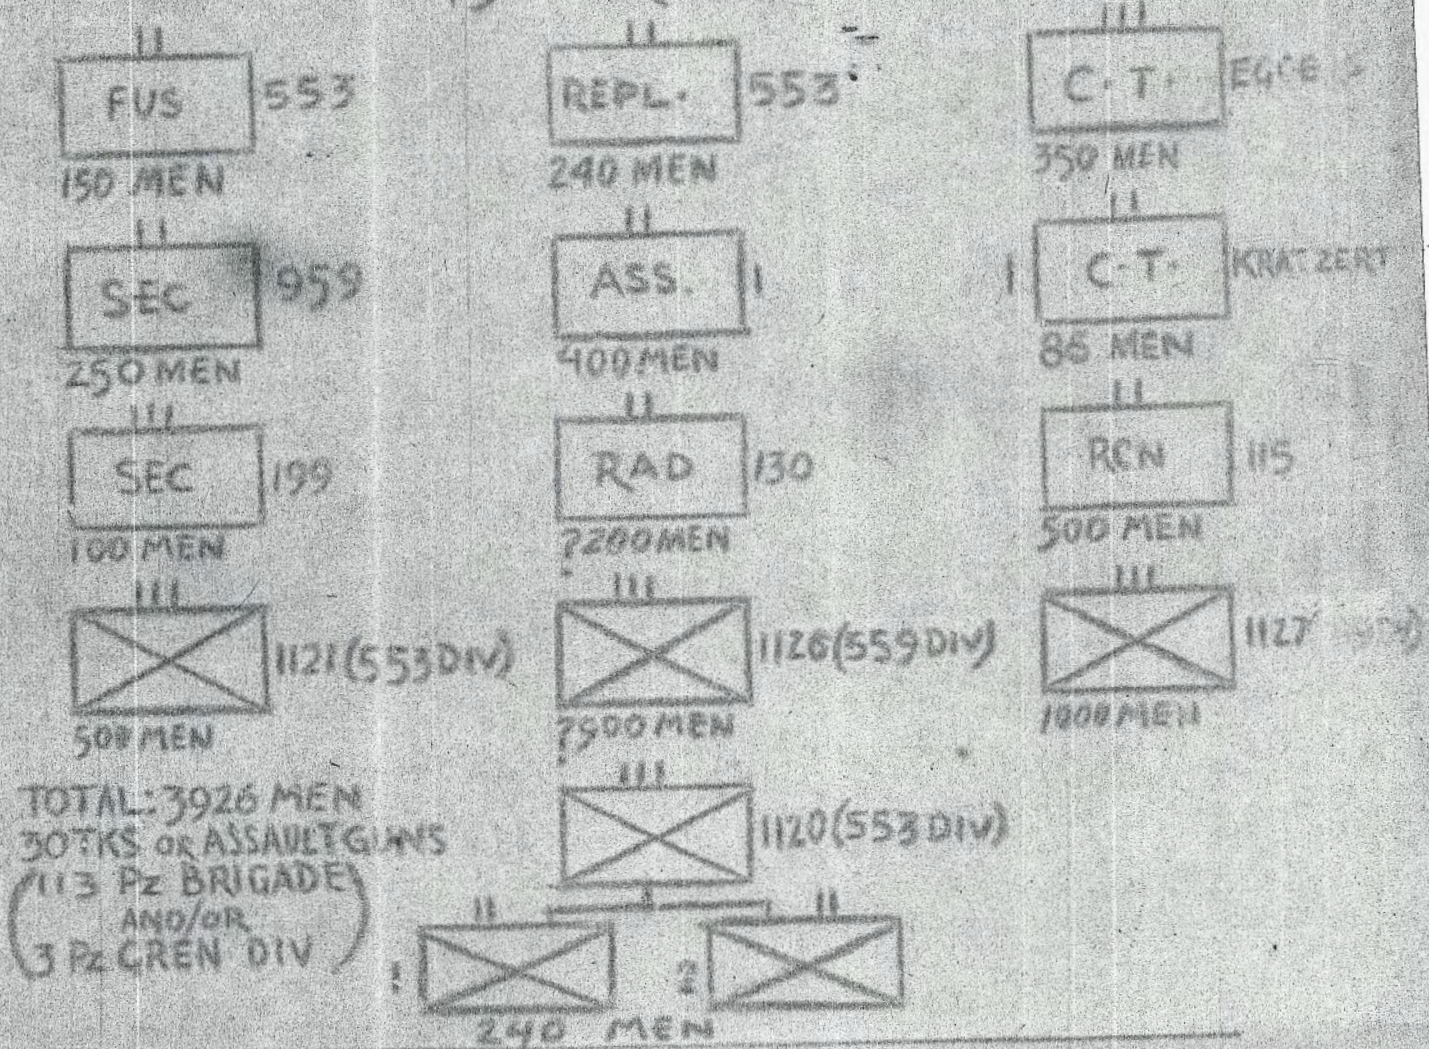 FUS 553
150 MEN
REPL. 553
240 MEN
C.T.
350 MEN
SEC 959
250 MEN
ASS. 1
400 MEN
1 C.T. KRATZERT
86 MEN
SEC 199
100 MEN
RAD 130
?200 MEN
RCN 115
500 MEN
1121 (553 DIV)
500 MEN
1126 (559 DIV)
?500 MEN
1127
1000 MEN
1120 (553 DIV)
1 2
240 MEN
TOTAL: 3926 MEN
30 TKS OR ASSAULT GUNS
(113 Pz BRIGADE
AND/OR
3 Pz GREN DIV)